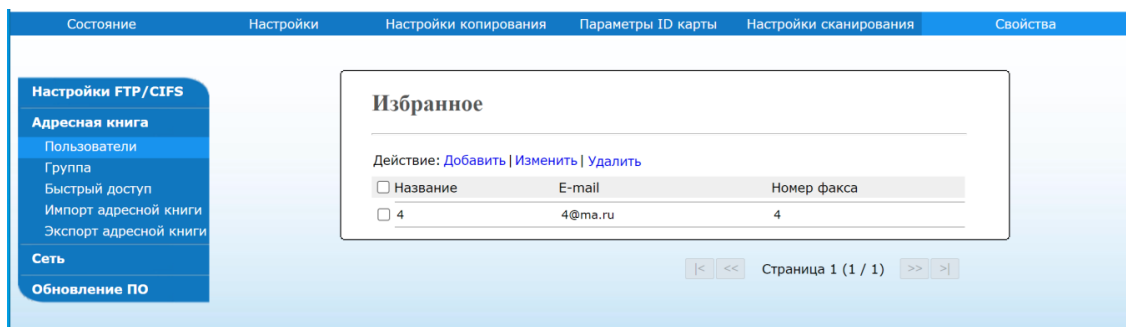 Состояние Настройки Настройки копирования Параметры ID карты Настройки сканирования Свойства
Настройки FTP/CIFS
Адресная книга
Пользователи
Группа
Быстрый доступ
Импорт адресной книги
Экспорт адресной книги
Сеть
Обновление ПО
Избранное
Действие: Добавить | Изменить | Удалить
Название E-mail Номер факса
4 4@ma.ru 4
|< << Страница 1 (1 / 1) >> >|